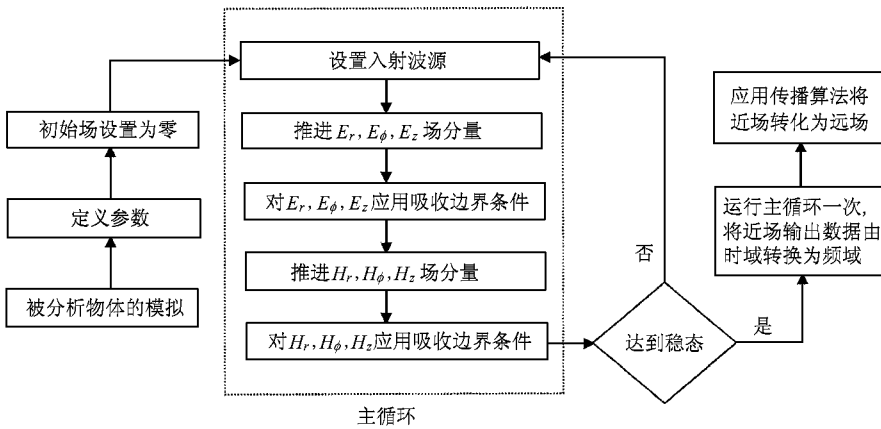 设置入射波源
推进E_r, E_ϕ, E_z 场分量
对E_r, E_ϕ, E_z应用吸收边界条件
推进H_r, H_ϕ, H_z 场分量
对H_r, H_ϕ, H_z应用吸收边界条件
主循环
初始场设置为零
定义参数
被分析物体的模拟
否
达到稳态
是
应用传播算法将
近场转化为远场
运行主循环一次,
将近场输出数据由
时域转换为频域